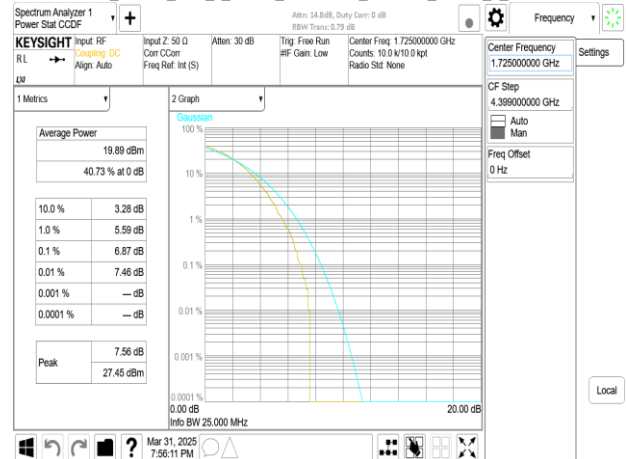 Spectrum Analyzer 1
Power Stat CCDF
Attn: 14.8dB, Duty Corr: 0 dB
RBW Trans: 0.79 dB
Frequency
KEYSIGHT
RL
LXI
Input: RF
Coupling: DC
Align: Auto
Input Z: 50 Ω
Corr CCorr
Freq Ref: Int (S)
Atten: 30 dB
Trig: Free Run
#IF Gain: Low
Center Freq: 1.725000000 GHz
Counts: 10.0 k/10.0 kpt
Radio Std: None
Center Frequency
1.725000000 GHz
Settings
CF Step
4.399000000 GHz
Auto
Man
Freq Offset
0 Hz
1 Metrics
Average Power
19.89 dBm
40.73 % at 0 dB
10.0 % 3.28 dB
1.0 % 5.59 dB
0.1 % 6.87 dB
0.01 % 7.46 dB
0.001 % — dB
0.0001 % — dB
Peak
7.56 dB
27.45 dBm
2 Graph
Gaussian
100 %
10 %
1 %
0.1 %
0.01 %
0.001 %
0.0001 %
0.00 dB
20.00 dB
Info BW 25.000 MHz
Local
?
Mar 31, 2025
7:56:11 PM